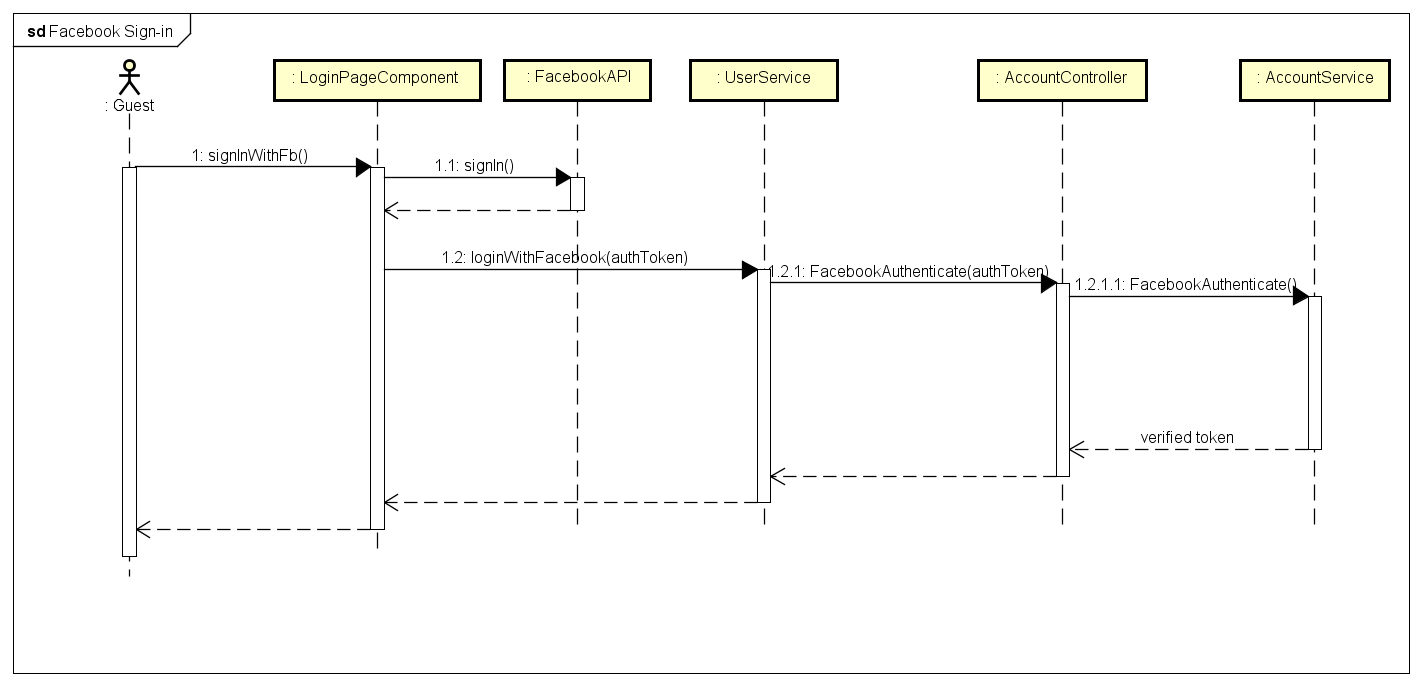 sd Facebook Sign-in
: Guest
: LoginPageComponent
: FacebookAPI
: UserService
: AccountController
: AccountService
1: signInWithFb()
1.1: signIn()
1.2: loginWithFacebook(authToken)
1.2.1: FacebookAuthenticate(authToken)
1.2.1.1: FacebookAuthenticate()
verified token